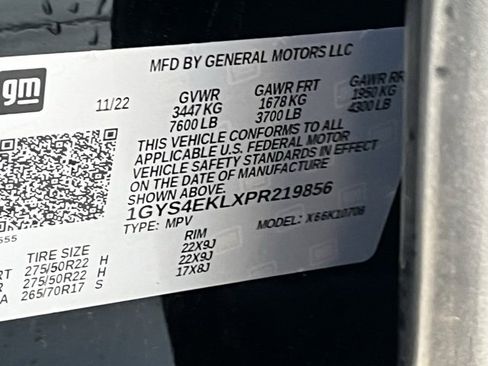 MFD BY GENERAL MOTORS LLC
gm
11/22 GVWR GAWR FRT GAWR RR
3447 KG 1678 KG 1950 KG
7600 LB 3700 LB 4300 LB
THIS VEHICLE CONFORMS TO ALL
APPLICABLE U.S. FEDERAL MOTOR
VEHICLE SAFETY STANDARDS IN EFFECT
ON THE DATE OF MANUFACTURE
SHOWN ABOVE.
1GYS4EKLXPR219856
TYPE: MPV MODEL: X66K10706
TIRE SIZE RIM
275/50R22 H 22X9J
275/50R22 H 22X9J
265/70R17 S 17X8J